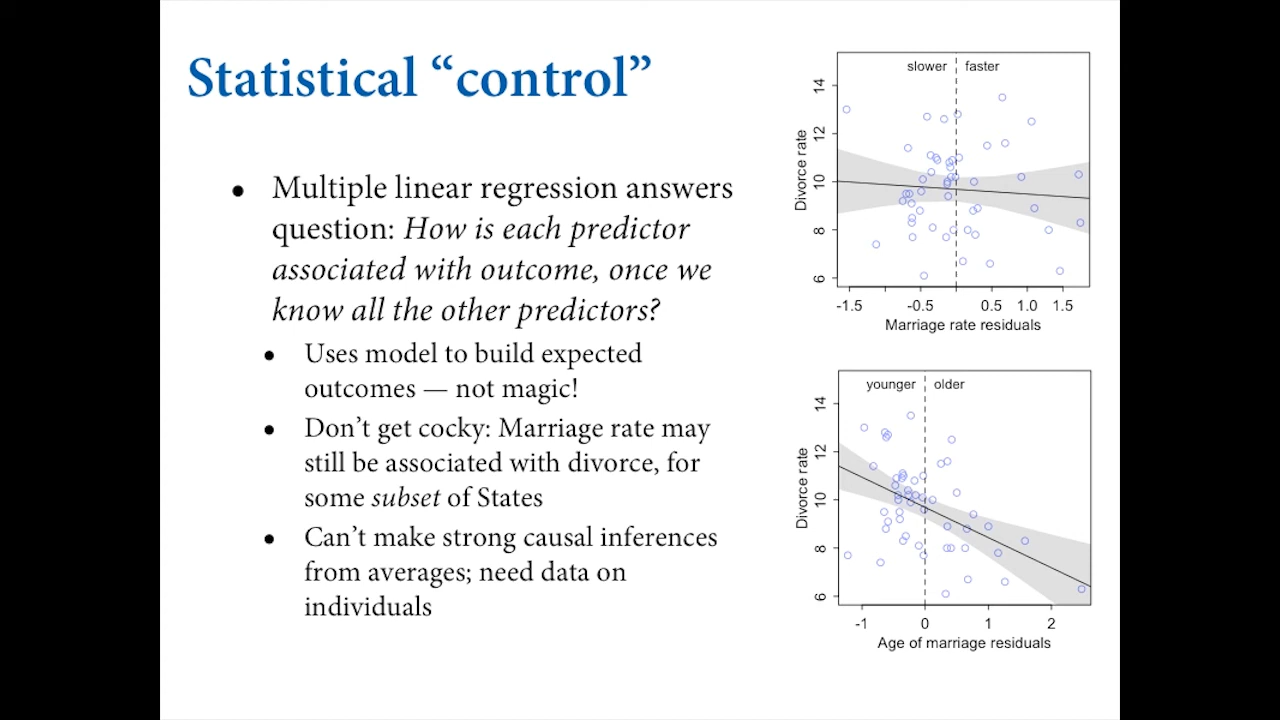 Statistical “control”
• Multiple linear regression answers
question: How is each predictor
associated with outcome, once we
know all the other predictors?
• Uses model to build expected
outcomes — not magic!
• Don’t get cocky: Marriage rate may
still be associated with divorce, for
some subset of States
• Can’t make strong causal inferences
from averages; need data on
individuals
slower faster
14
12
10
8
6
Divorce rate
-1.5 -0.5 0.5 1.0 1.5
Marriage rate residuals
younger older
14
12
10
8
6
Divorce rate
-1 0 1 2
Age of marriage residuals